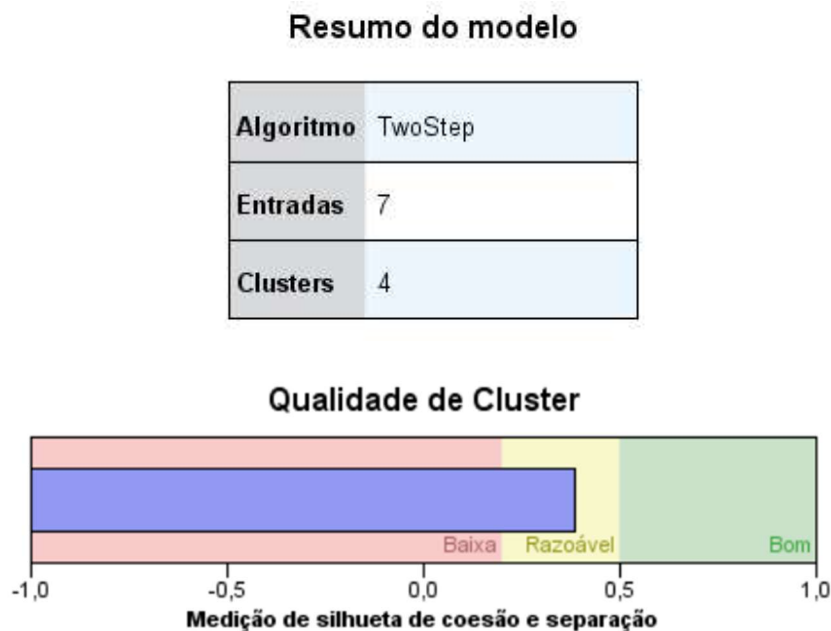 Resumo do modelo
Algoritmo TwoStep
Entradas 7
Clusters 4
Qualidade de Cluster
Baixa Razoável Bom
-1,0 -0,5 0,0 0,5 1,0
Medição de silhueta de coesão e separação